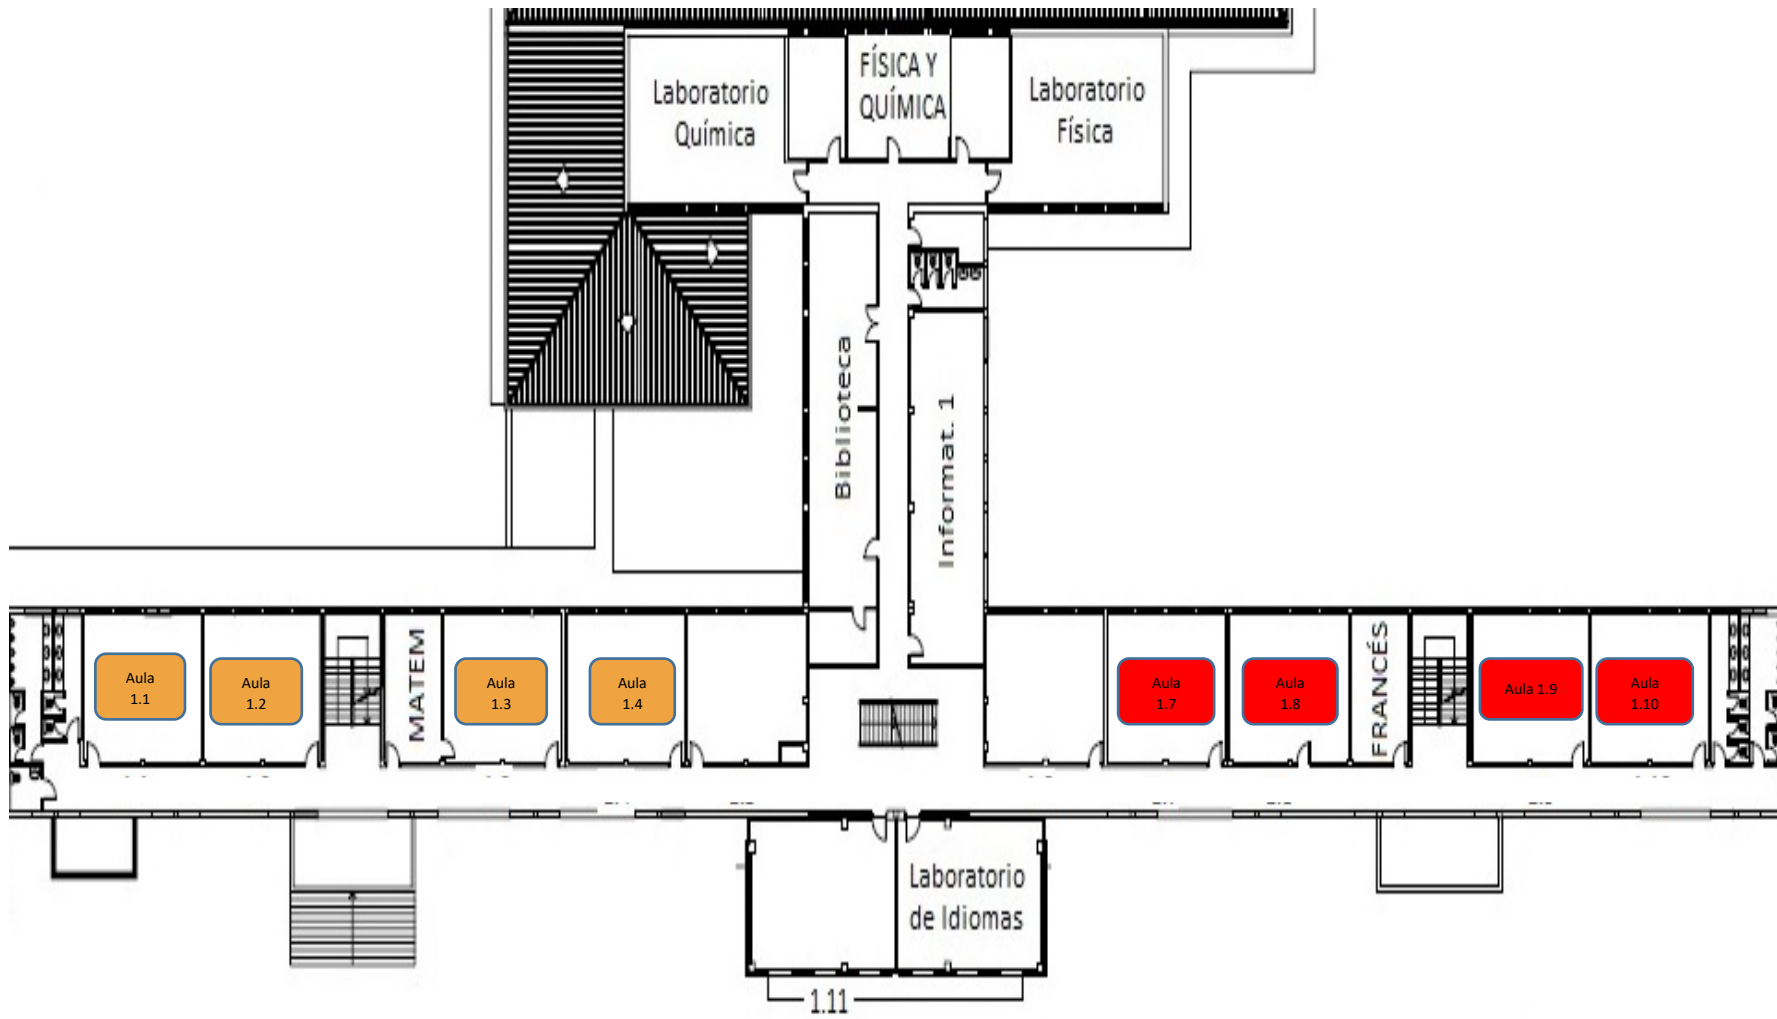 FÍSICA Y
QUÍMICA
Laboratorio
Química
Laboratorio
Física
Biblioteca
Informat. 1
Aula
1.1
Aula
1.2
MATEM
Aula
1.3
Aula
1.4
Aula
1.7
Aula
1.8
FRANCÉS
Aula 1.9
Aula
1.10
Laboratorio
de Idiomas
1.11